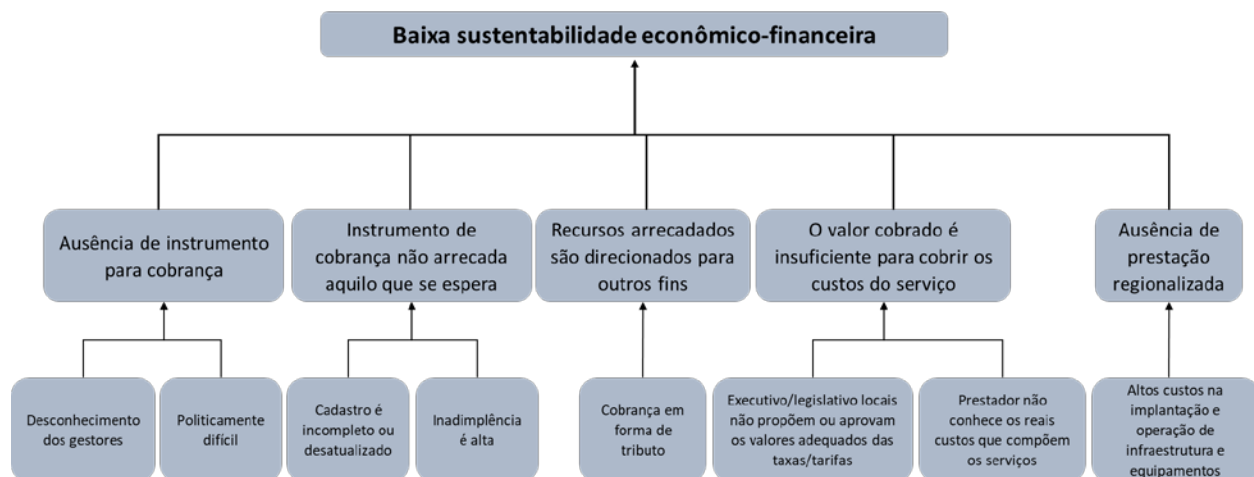 Baixa sustentabilidade econômico-financeira
Ausência de instrumento
para cobrança
Instrumento de
cobrança não arrecada
aquilo que se espera
Recursos arrecadados
são direcionados para
outros fins
O valor cobrado é
insuficiente para cobrir os
custos do serviço
Ausência de
prestação
regionalizada
Desconhecimento
dos gestores
Politicamente
difícil
Cadastro é
incompleto ou
desatualizado
Inadimplência
é alta
Cobrança em
forma de
tributo
Executivo/legislativo locais
não propõem ou aprovam
os valores adequados das
taxas/tarifas
Prestador não
conhece os reais
custos que compõem
os serviços
Altos custos na
implantação e
operação de
infraestrutura e
equipamentos